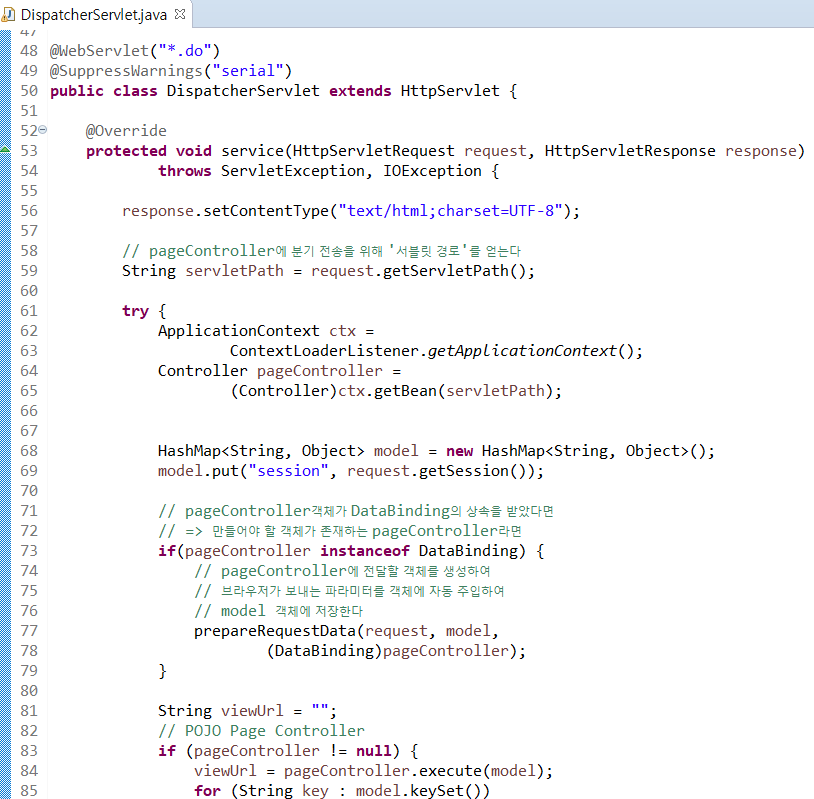 DispatcherServlet.java
47
48 @WebServlet("*.do")
49 @SuppressWarnings("serial")
50 public class DispatcherServlet extends HttpServlet {
51
52     @Override
53     protected void service(HttpServletRequest request, HttpServletResponse response)
54             throws ServletException, IOException {
55
56         response.setContentType("text/html;charset=UTF-8");
57
58         // pageController에 분기 전송을 위해 '서블릿 경로'를 얻는다
59         String servletPath = request.getServletPath();
60
61         try {
62             ApplicationContext ctx =
63                     ContextLoaderListener.getApplicationContext();
64             Controller pageController =
65                     (Controller)ctx.getBean(servletPath);
66
67
68             HashMap<String, Object> model = new HashMap<String, Object>();
69             model.put("session", request.getSession());
70
71             // pageController객체가 DataBinding의 상속을 받았다면
72             // => 만들어야 할 객체가 존재하는 pageController라면
73             if(pageController instanceof DataBinding) {
74                 // pageController에 전달할 객체를 생성하여
75                 // 브라우저가 보내는 파라미터를 객체에 자동 주입하여
76                 // model 객체에 저장한다
77                 prepareRequestData(request, model,
78                         (DataBinding)pageController);
79             }
80
81             String viewUrl = "";
82             // POJO Page Controller
83             if (pageController != null) {
84                 viewUrl = pageController.execute(model);
85                 for (String key : model.keySet())